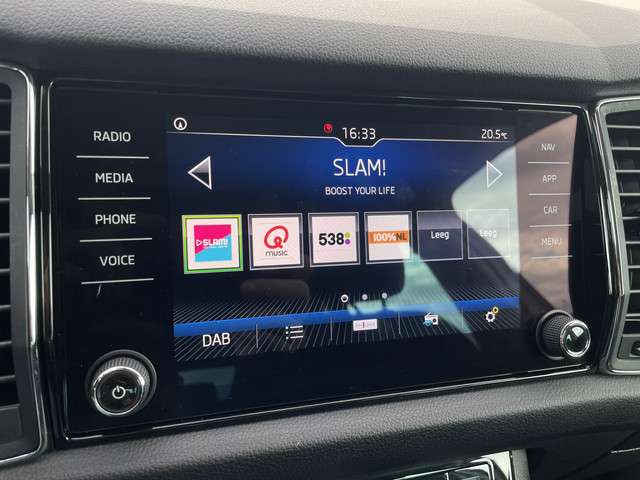 RADIO
MEDIA
PHONE
VOICE
16:33
20.5°C
SLAM!
BOOST YOUR LIFE
SLAM!
Q
music
538
100%NL
Leeg
Leeg
DAB
NAV
APP
CAR
MENU